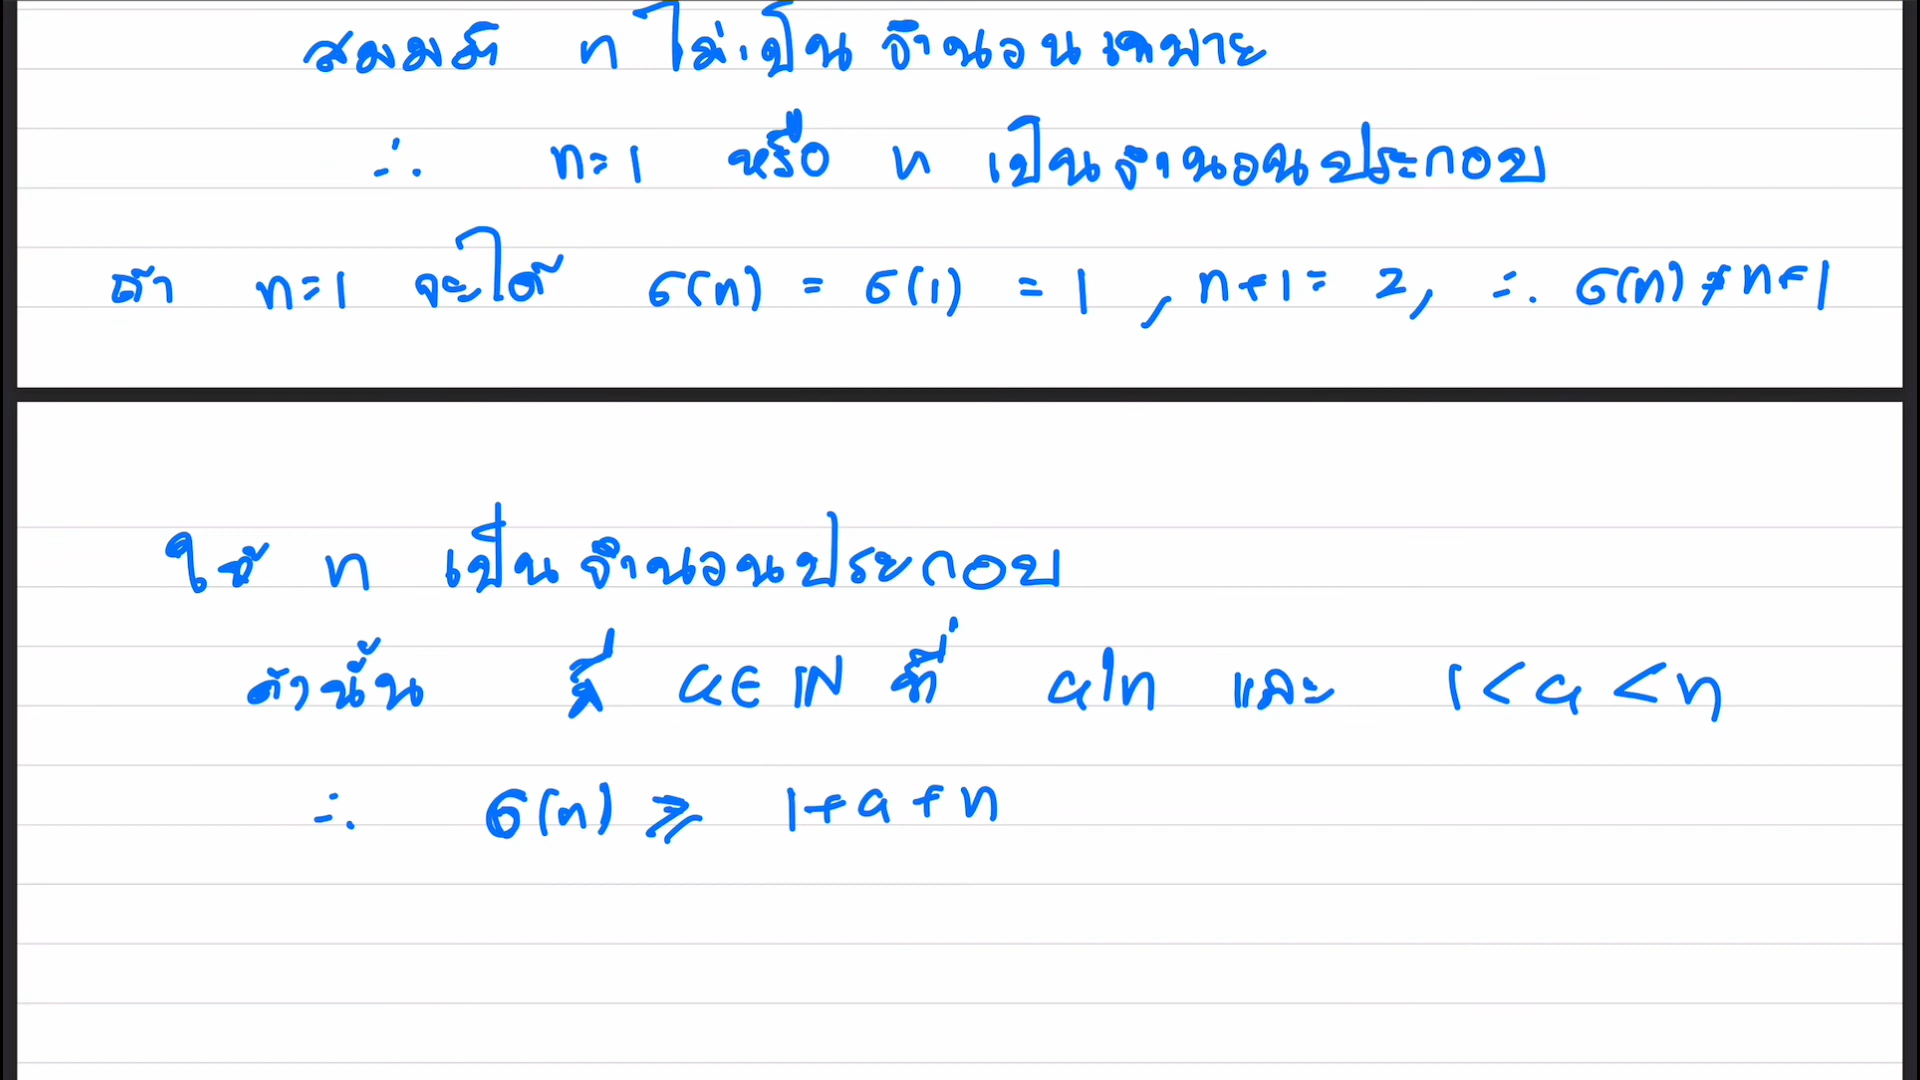 สมมติ n ไม่เป็นจำนวนเฉพาะ
∴ n=1 หรือ n เป็นจำนวนประกอบ
ถ้า n=1 จะได้ σ(n) = σ(1) = 1 , n+1 = 2, ∴ σ(n) ≠ n+1
ให้ n เป็นจำนวนประกอบ
ดังนั้น มี a∈ℕ ที่ a|n และ 1<a<n
∴ σ(n) ⩾ 1+a+n